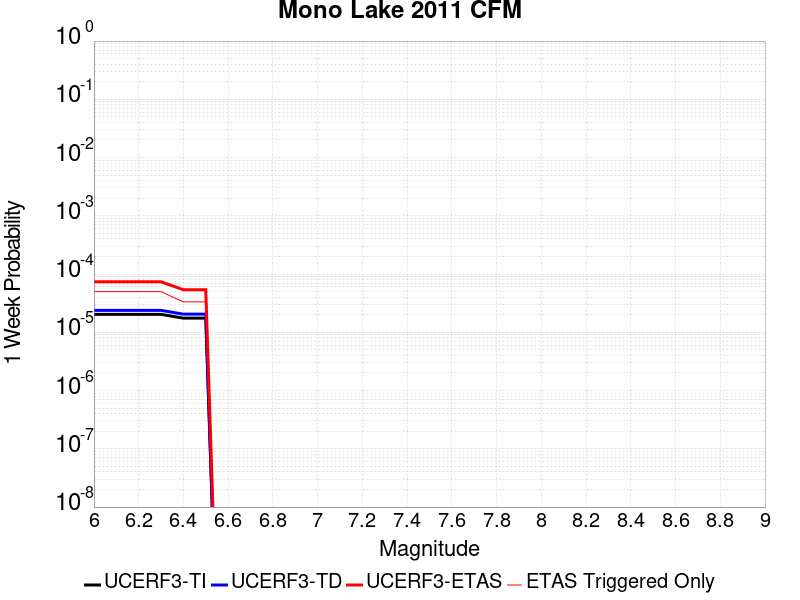 Mono Lake 2011 CFM
10^0
10^-1
10^-2
10^-3
10^-4
10^-5
10^-6
10^-7
10^-8
1 Week Probability
6 6.2 6.4 6.6 6.8 7 7.2 7.4 7.6 7.8 8 8.2 8.4 8.6 8.8 9
Magnitude
UCERF3-TI UCERF3-TD UCERF3-ETAS ETAS Triggered Only